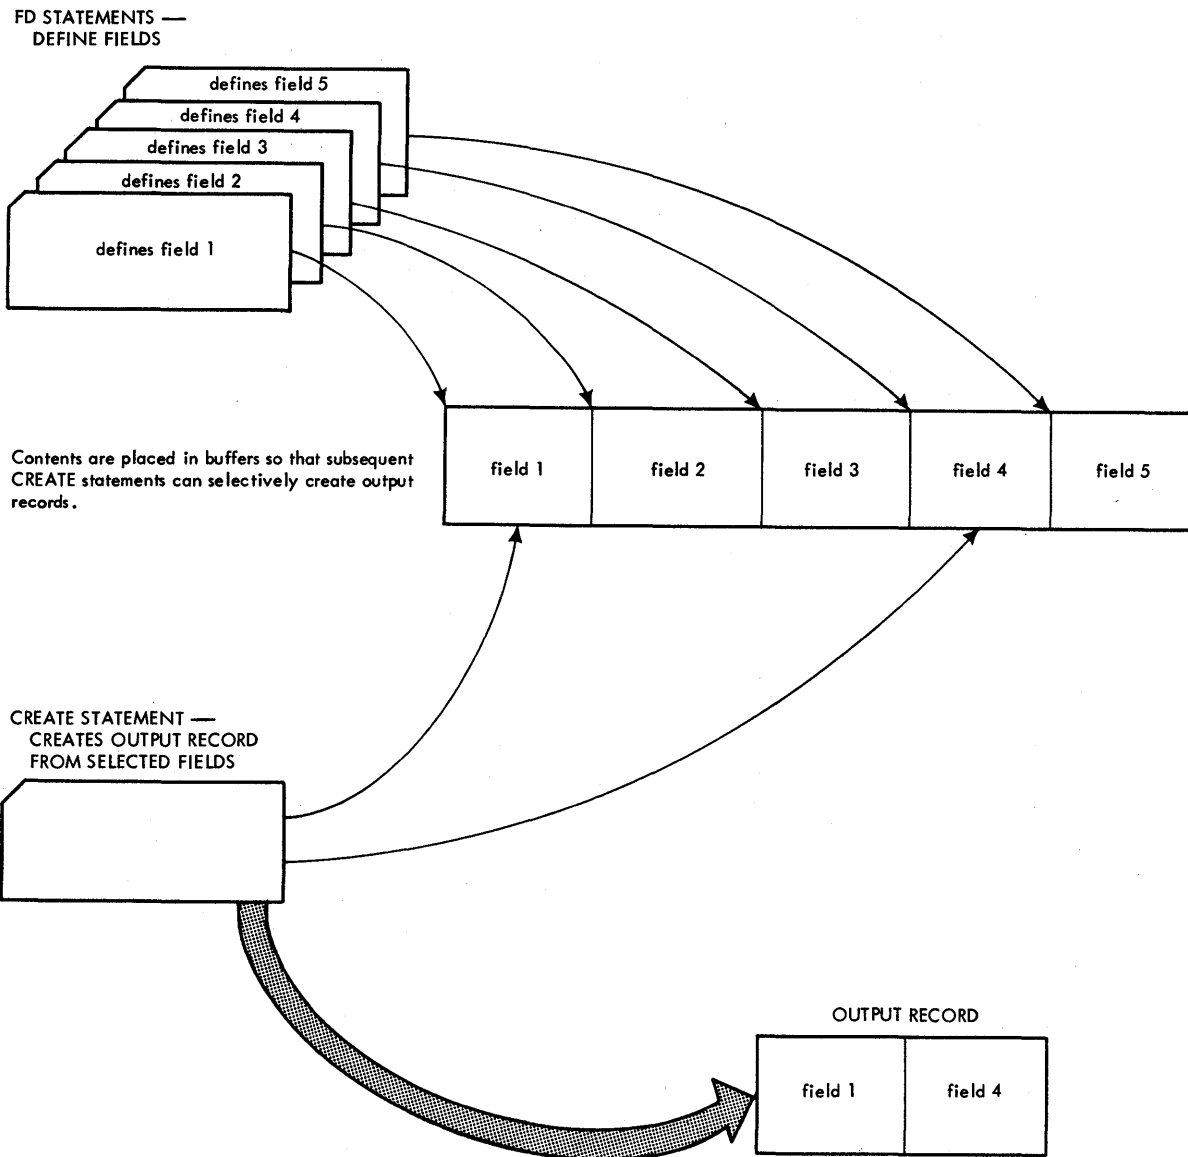 FD STATEMENTS —
DEFINE FIELDS
defines field 5
defines field 4
defines field 3
defines field 2
defines field 1
Contents are placed in buffers so that subsequent
CREATE statements can selectively create output
records.
field 1
field 2
field 3
field 4
field 5
CREATE STATEMENT —
CREATES OUTPUT RECORD
FROM SELECTED FIELDS
OUTPUT RECORD
field 1
field 4